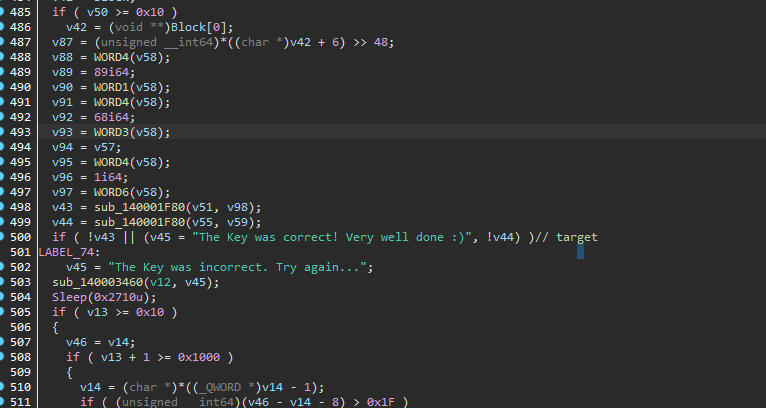 485 if ( v50 >= 0x10 )
486 v42 = (void **)Block[0];
487 v87 = (unsigned __int64)*((char *)v42 + 6) >> 48;
488 v88 = WORD4(v58);
489 v89 = 89i64;
490 v90 = WORD1(v58);
491 v91 = WORD4(v58);
492 v92 = 68i64;
493 v93 = WORD3(v58);
494 v94 = v57;
495 v95 = WORD4(v58);
496 v96 = 1i64;
497 v97 = WORD6(v58);
498 v43 = sub_140001F80(v51, v98);
499 v44 = sub_140001F80(v55, v59);
500 if ( !v43 || (v45 = "The Key was correct! Very well done :)", !v44) )// target
501 LABEL_74:
502 v45 = "The Key was incorrect. Try again...";
503 sub_140003460(v12, v45);
504 Sleep(0x2710u);
505 if ( v13 >= 0x10 )
506 {
507 v46 = v14;
508 if ( v13 + 1 >= 0x1000 )
509 {
510 v14 = (char *)*((_QWORD *)v14 - 1);
511 if ( (unsigned __int64)(v46 - v14 - 8) > 0x1F )